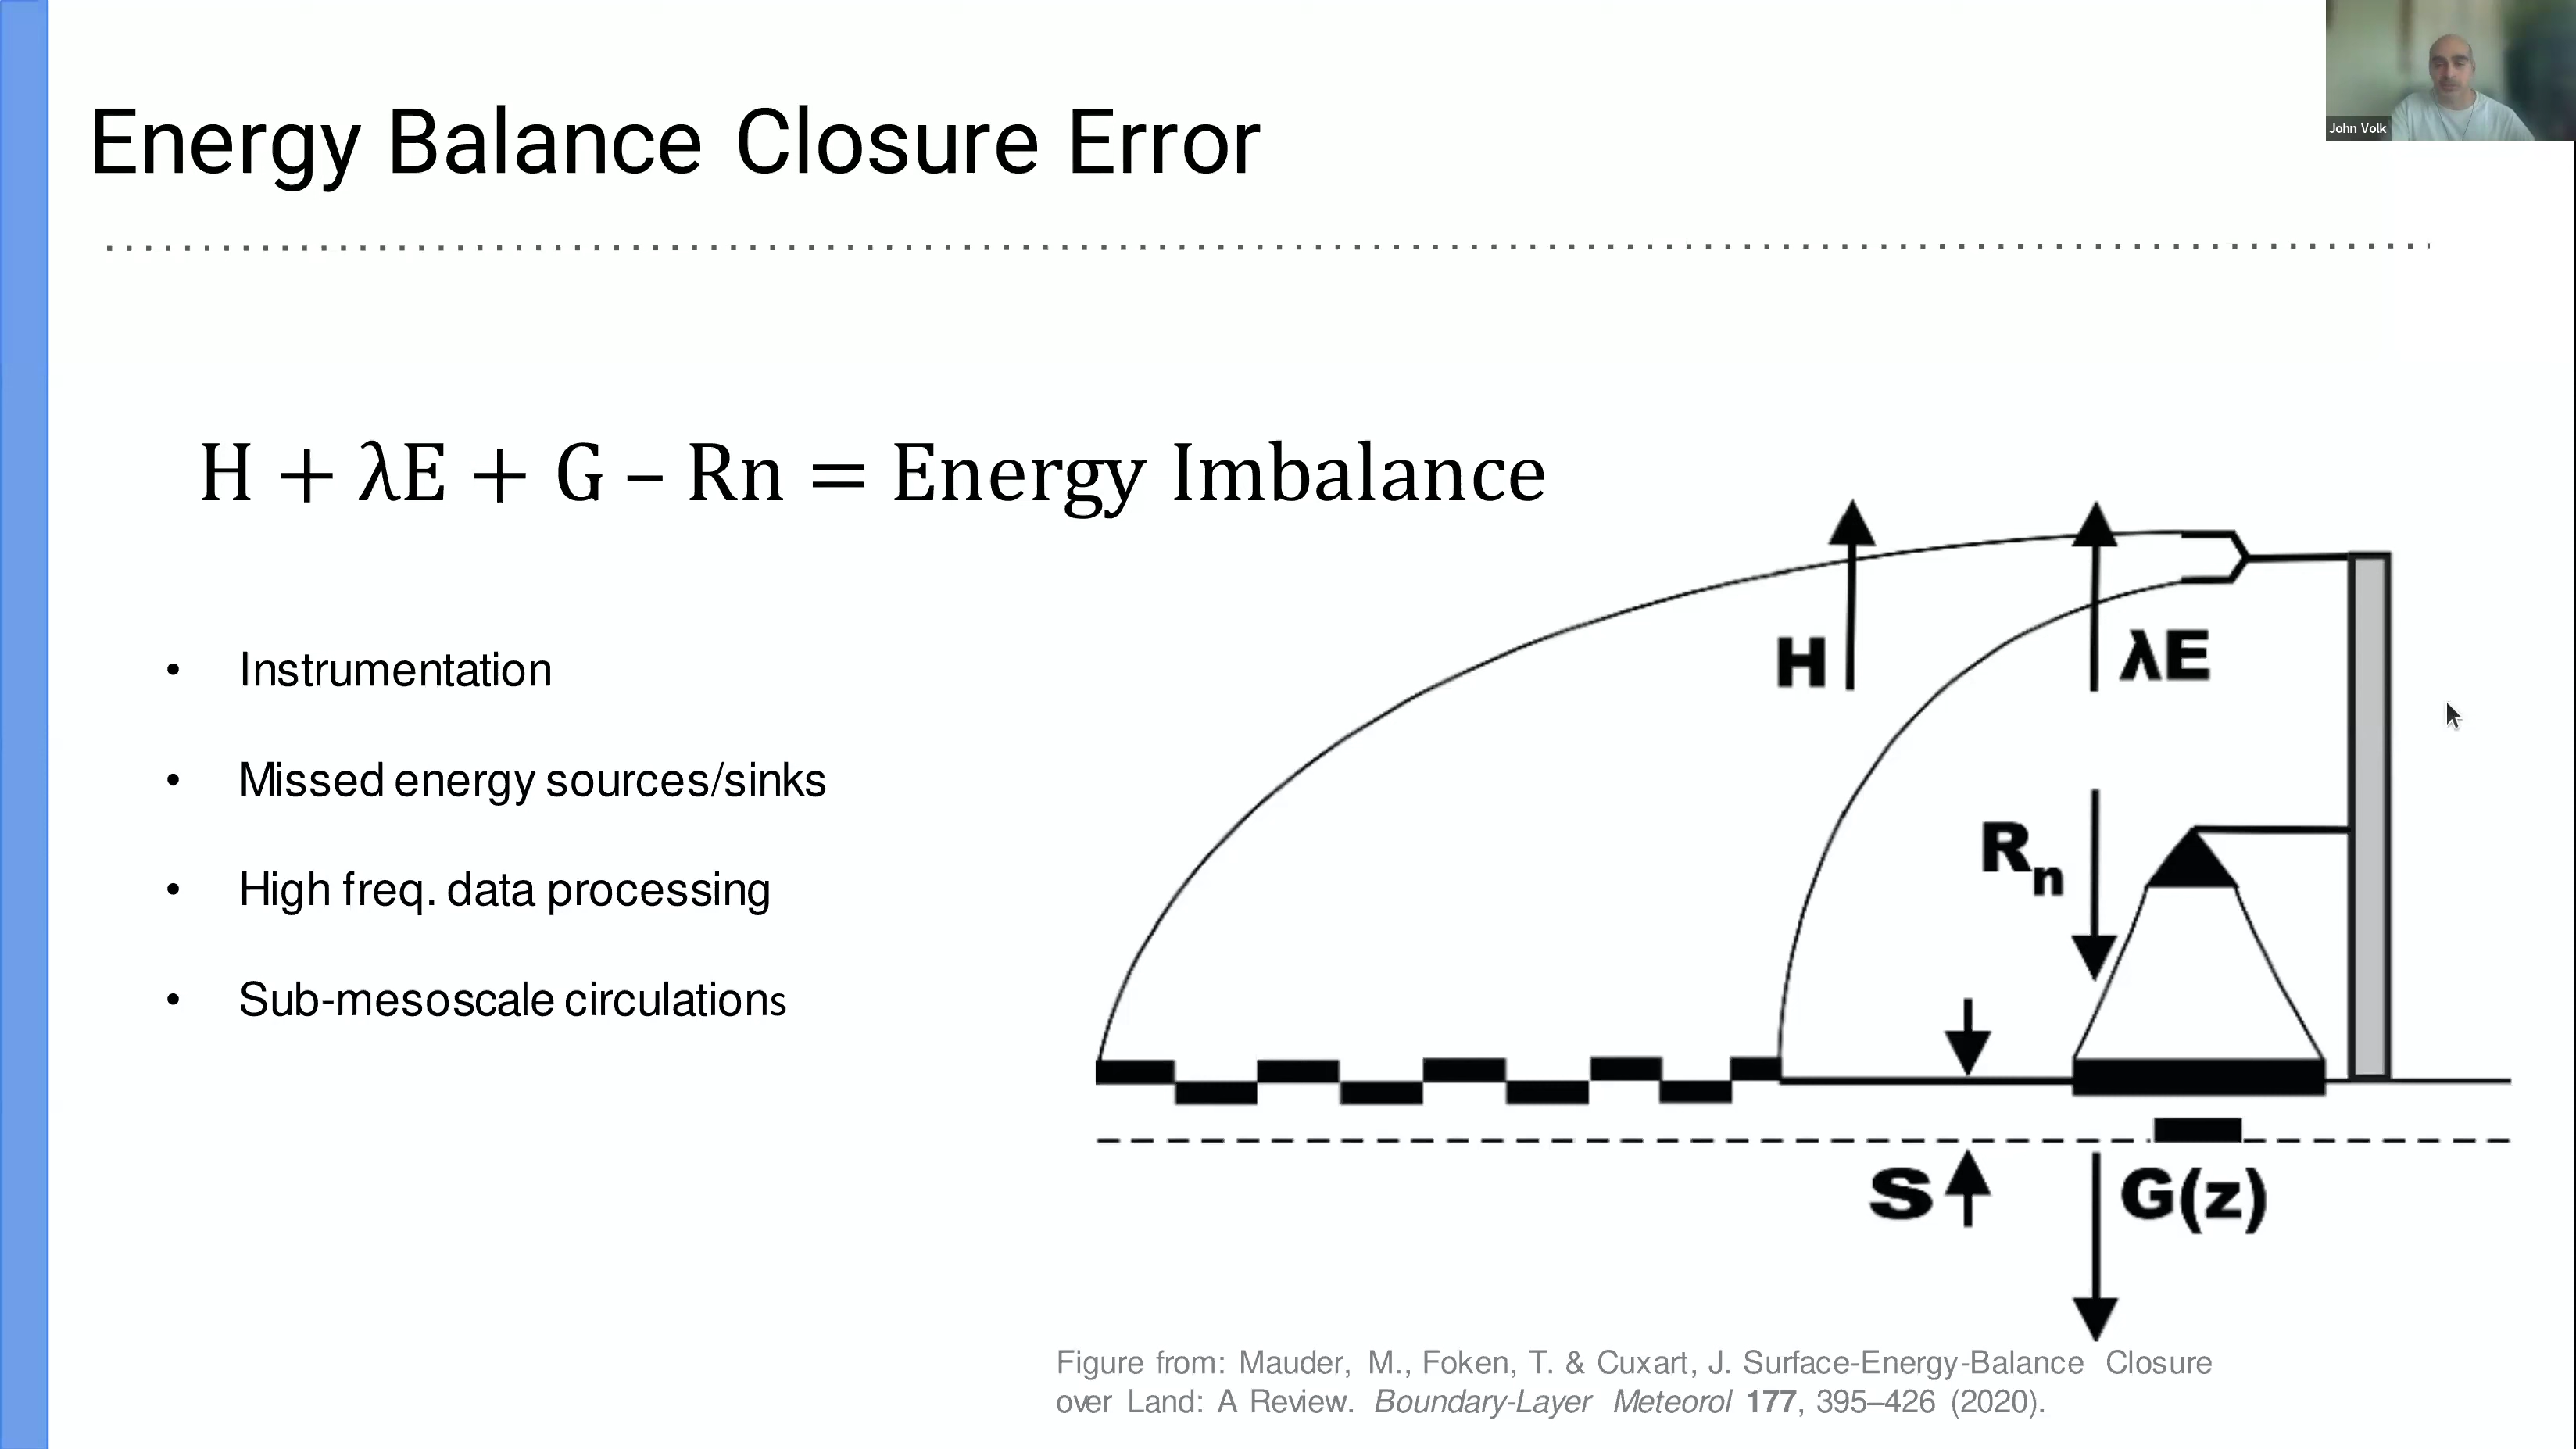 John Volk
Energy Balance Closure Error
H + λE + G – Rn = Energy Imbalance
• Instrumentation
• Missed energy sources/sinks
• High freq. data processing
• Sub-mesoscale circulations
H
λE
Rn
S
G(z)
Figure from: Mauder, M., Foken, T. & Cuxart, J. Surface-Energy-Balance Closure
over Land: A Review. Boundary-Layer Meteorol 177, 395–426 (2020).